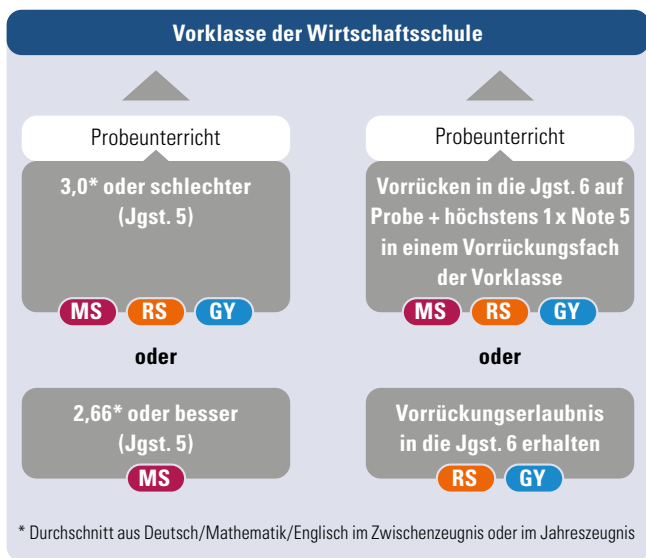 Vorklasse der Wirtschaftsschule
Probeunterricht
3,0* oder schlechter
(Jgst. 5)
MS RS GY
oder
2,66* oder besser
(Jgst. 5)
MS
Probeunterricht
Vorrücken in die Jgst. 6 auf
Probe + höchstens 1 x Note 5
in einem Vorrückungsfach
der Vorklasse
MS RS GY
oder
Vorrückungserlaubnis
in die Jgst. 6 erhalten
RS GY
* Durchschnitt aus Deutsch/Mathematik/Englisch im Zwischenzeugnis oder im Jahreszeugnis